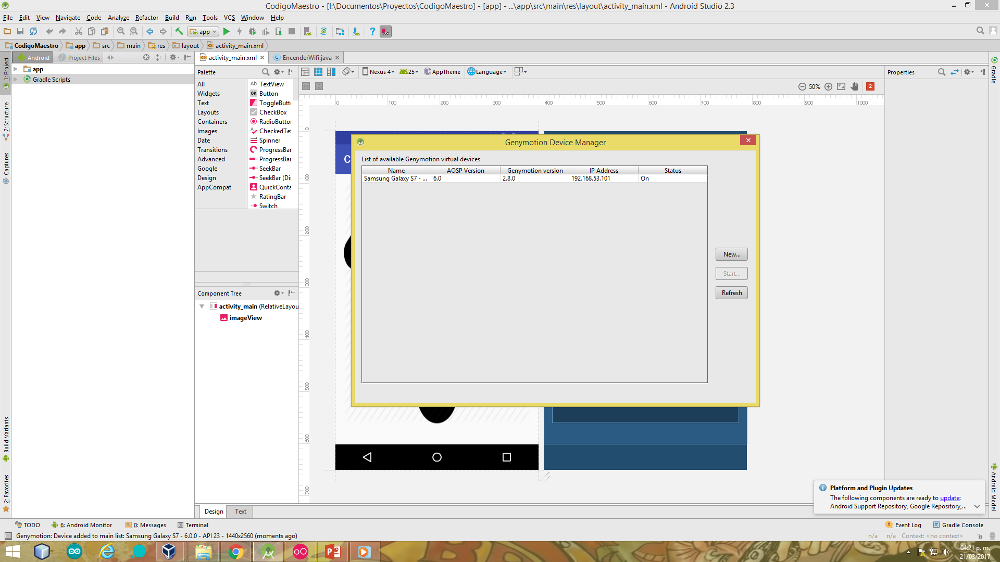 CodigoMaestro - [I:\Documentos\Proyectos\CodigoMaestro] - [app] - ...\app\src\main\res\layout\activity_main.xml - Android Studio 2.3
File Edit View Navigate Code Analyze Refactor Build Run Tools VCS Window Help
app
CodigoMaestro app src main res layout activity_main.xml
Android Project Files
activity_main.xml EncenderWifi.java
1: Project
7: Structure
Captures
Build Variants
2: Favorites
app
Gradle Scripts
Palette
All
Widgets
Text
Layouts
Containers
Images
Date
Transitions
Advanced
Google
Design
AppCompat
Ab TextView
OK Button
ToggleButt
CheckBox
RadioButton
CheckedTe
Spinner
ProgressBar
ProgressBar
SeekBar
SeekBar (Di
QuickConta
RatingBar
Switch
Component Tree
activity_main (RelativeLayou
imageView
Nexus 4 25 AppTheme Language
50% 2
0 100 200 300 400 500 600 700 800 900 1000
0
100
200
300
400
500
600
700
C
Genymotion Device Manager
List of available Genymotion virtual devices
Name AOSP Version Genymotion version IP Address Status
Samsung Galaxy S7 - ... 6.0 2.8.0 192.168.53.101 On
New...
Start...
Refresh
Properties
Gradle
Android Model
Design Text
Platform and Plugin Updates
The following components are ready to update:
Android Support Repository, Google Repository,...
TODO 6: Android Monitor 0: Messages Terminal
1 Event Log Gradle Console
Genymotion: Device added to main list: Samsung Galaxy S7 - 6.0.0 - API 23 - 1440x2560 (moments ago)
n/a n/a Context: <no context>
04:21 p. m.
21/03/2017